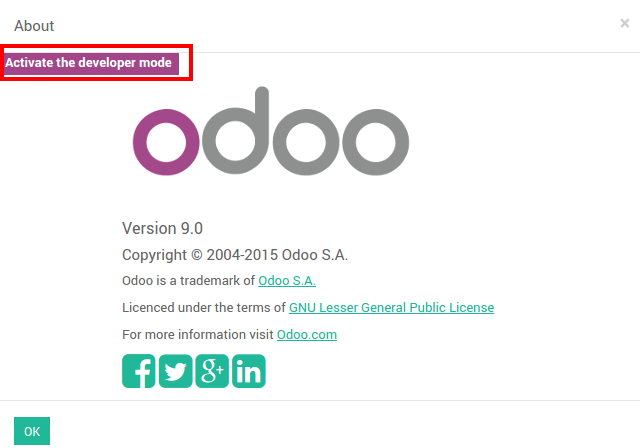 About
×
Activate the developer mode
odoo
Version 9.0
Copyright © 2004-2015 Odoo S.A.
Odoo is a trademark of Odoo S.A.
Licenced under the terms of GNU Lesser General Public License
For more information visit Odoo.com
g+ in
OK